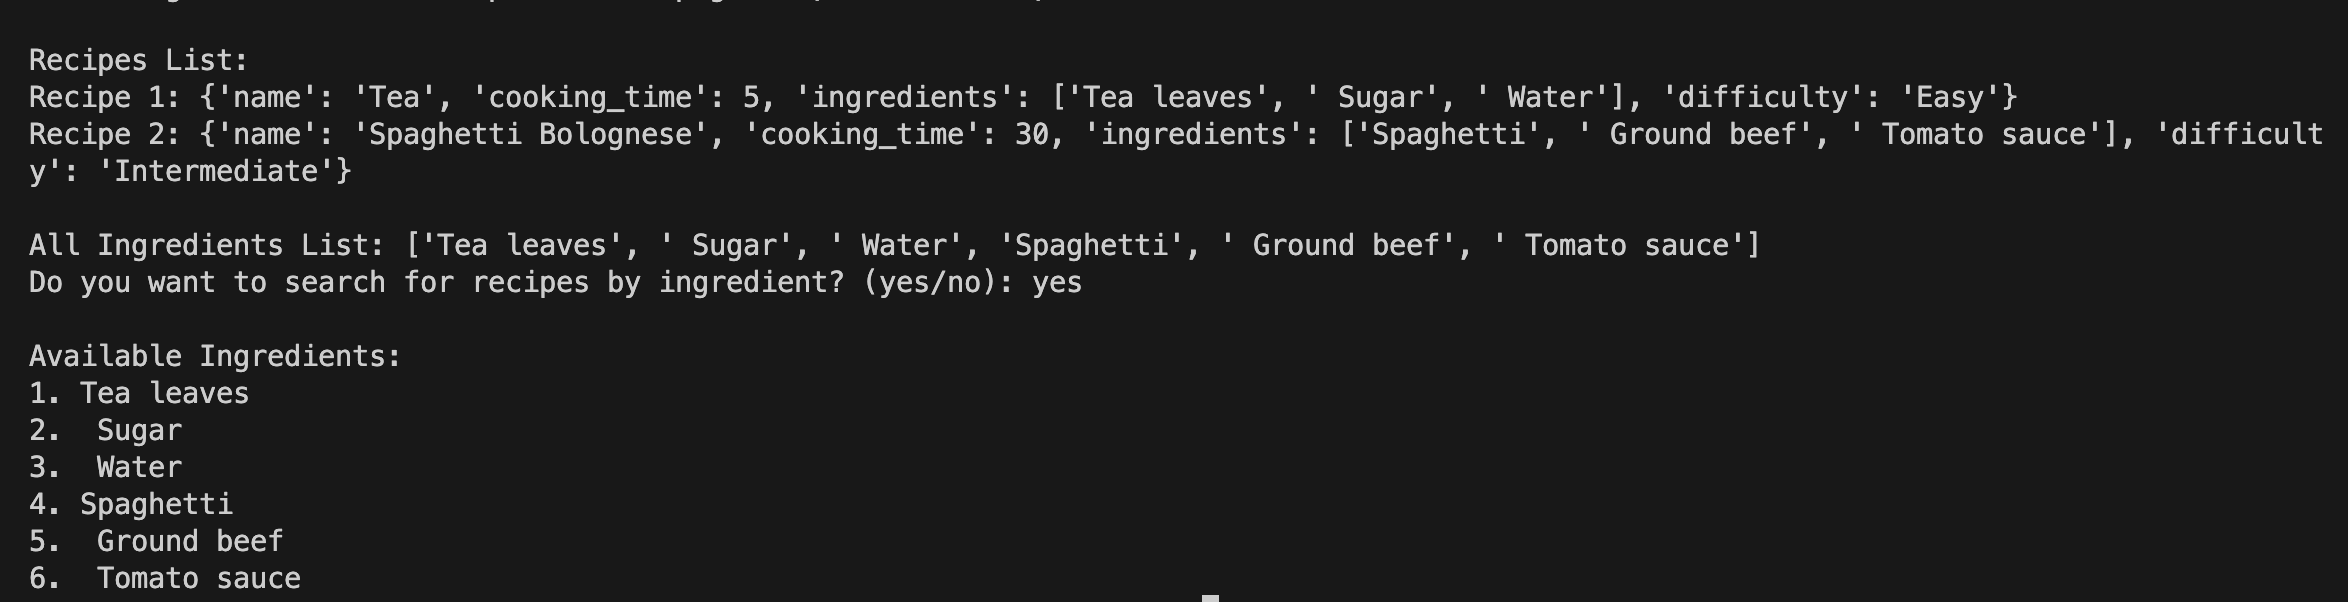 Recipes List:
Recipe 1: {'name': 'Tea', 'cooking_time': 5, 'ingredients': ['Tea leaves', ' Sugar', ' Water'], 'difficulty': 'Easy'}
Recipe 2: {'name': 'Spaghetti Bolognese', 'cooking_time': 30, 'ingredients': ['Spaghetti', ' Ground beef', ' Tomato sauce'], 'difficult
y': 'Intermediate'}

All Ingredients List: ['Tea leaves', ' Sugar', ' Water', 'Spaghetti', ' Ground beef', ' Tomato sauce']
Do you want to search for recipes by ingredient? (yes/no): yes

Available Ingredients:
1. Tea leaves
2.  Sugar
3.  Water
4. Spaghetti
5.  Ground beef
6.  Tomato sauce